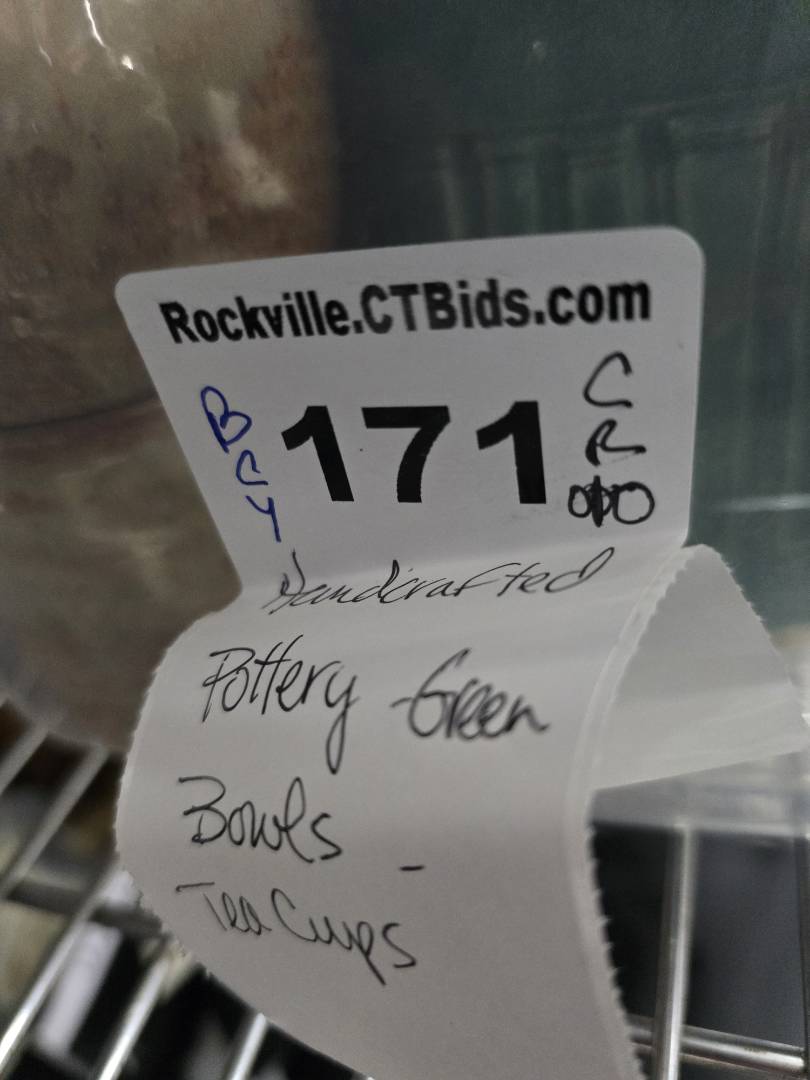 Rockville.CTBids.com
B
C
Y
171
C
R
Handcrafted
Pottery - Green
Bowls -
Tea Cups